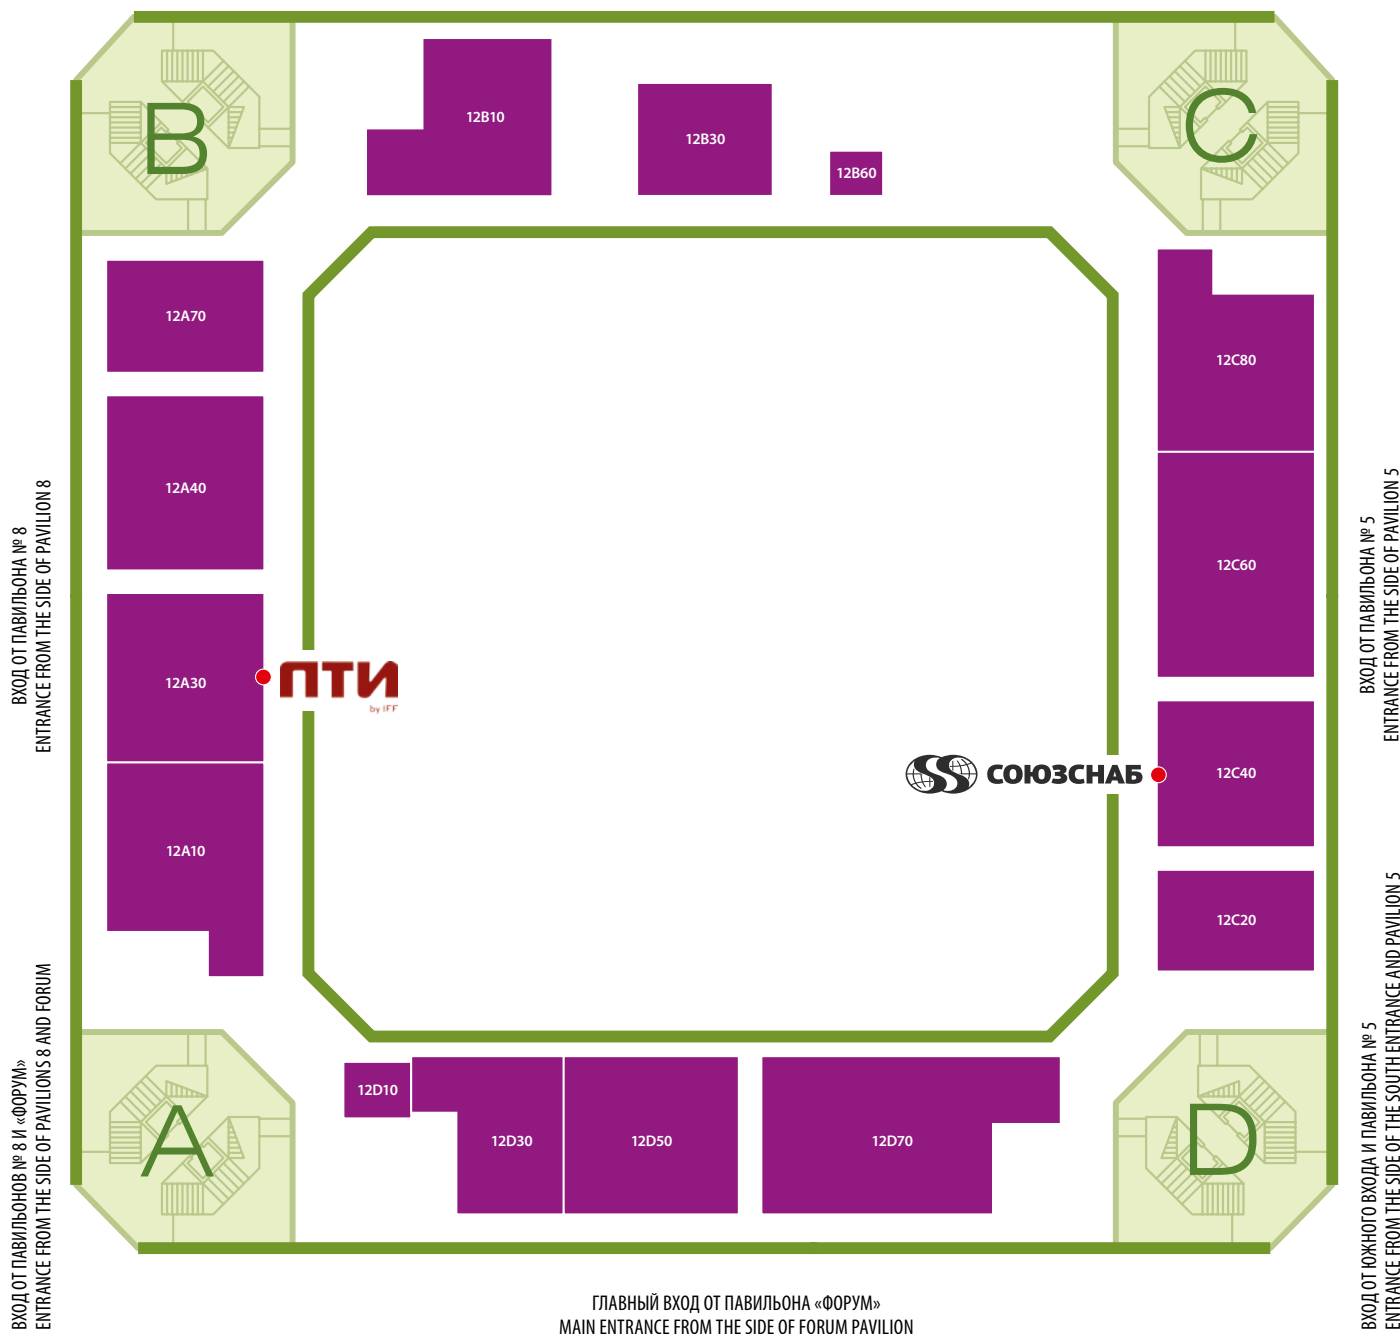 B
C
12B10
12B30
12B60
12A70
12C80
12A40
12C60
ВХОД ОТ ПАВИЛЬОНА № 8
ENTRANCE FROM THE SIDE OF PAVILION 8
ВХОД ОТ ПАВИЛЬОНА № 5
ENTRANCE FROM THE SIDE OF PAVILION 5
12A30
ПТИ
by IFF
СОЮЗСНАБ
12C40
12A10
12C20
ВХОД ОТ ПАВИЛЬОНОВ № 8 И «ФОРУМ»
ENTRANCE FROM THE SIDE OF PAVILIONS 8 AND FORUM
ВХОД ОТ ЮЖНОГО ВХОДА И ПАВИЛЬОНА № 5
ENTRANCE FROM THE SIDE OF THE SOUTH ENTRANCE AND PAVILION 5
A
D
12D10
12D30
12D50
12D70
ГЛАВНЫЙ ВХОД ОТ ПАВИЛЬОНА «ФОРУМ»
MAIN ENTRANCE FROM THE SIDE OF FORUM PAVILION